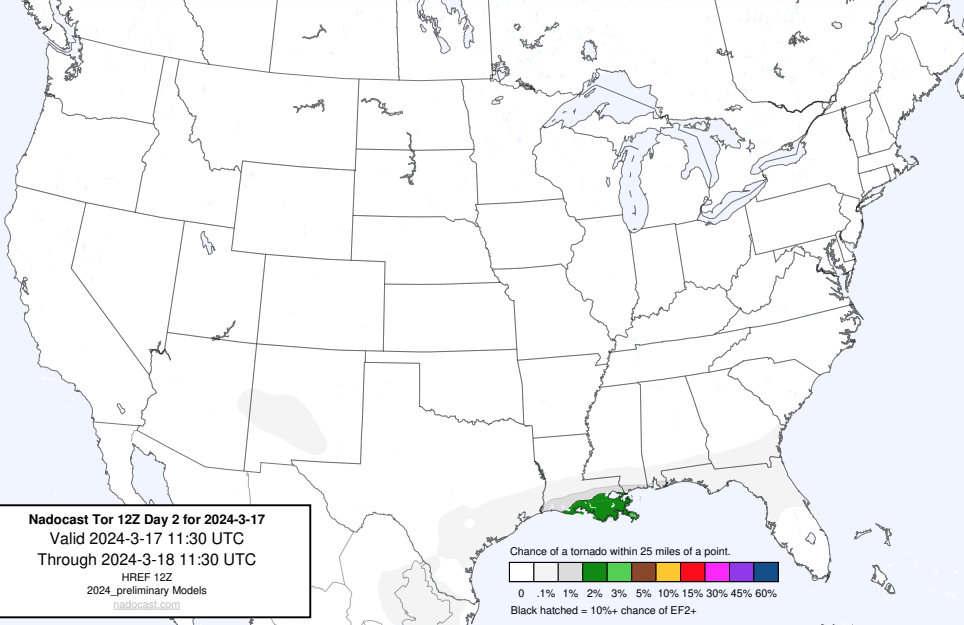 Nadocast Tor 12Z Day 2 for 2024-3-17
Valid 2024-3-17 11:30 UTC
Through 2024-3-18 11:30 UTC
HREF 12Z
2024_preliminary Models
nadocast.com
Chance of a tornado within 25 miles of a point.
0 .1% 1% 2% 3% 5% 10% 15% 30% 45% 60%
Black hatched = 10%+ chance of EF2+